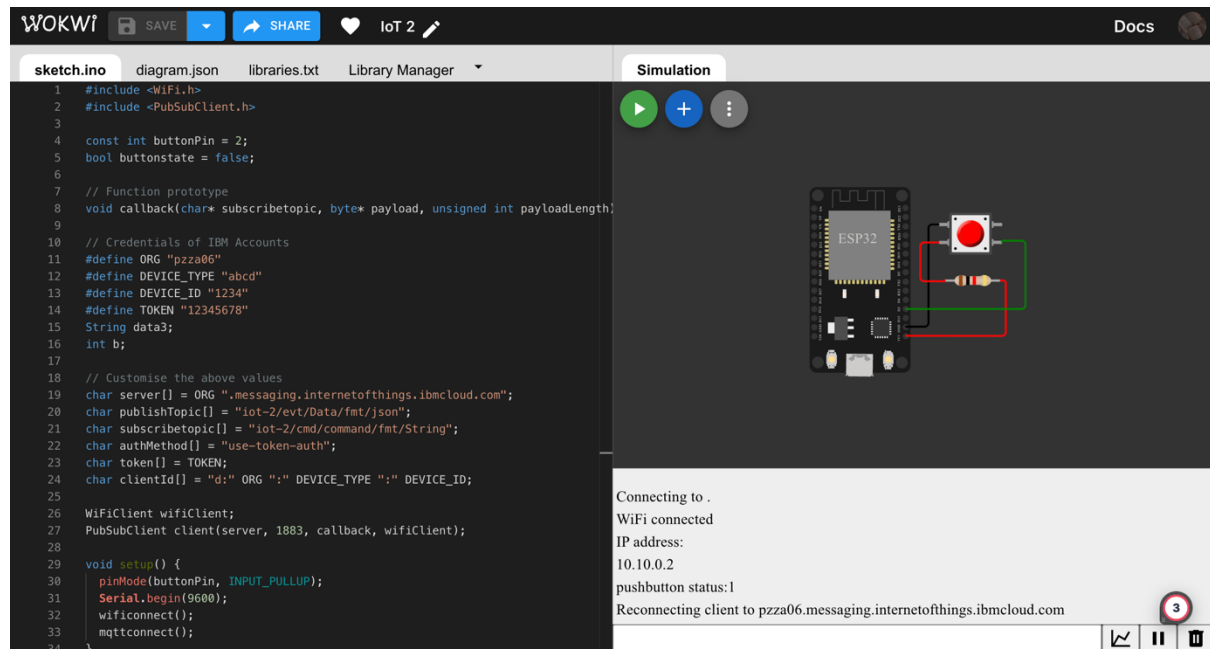 WOKWI SAVE SHARE IoT 2 Docs
sketch.ino diagram.json libraries.txt Library Manager
Simulation
1 #include <WiFi.h>
2 #include <PubSubClient.h>
3
4 const int buttonPin = 2;
5 bool buttonstate = false;
6
7 // Function prototype
8 void callback(char* subscribetopic, byte* payload, unsigned int payloadLength)
9
10 // Credentials of IBM Accounts
11 #define ORG "pzza06"
12 #define DEVICE_TYPE "abcd"
13 #define DEVICE_ID "1234"
14 #define TOKEN "12345678"
15 String data3;
16 int b;
17
18 // Customise the above values
19 char server[] = ORG ".messaging.internetofthings.ibmcloud.com";
20 char publishTopic[] = "iot-2/evt/Data/fmt/json";
21 char subscribetopic[] = "iot-2/cmd/command/fmt/String";
22 char authMethod[] = "use-token-auth";
23 char token[] = TOKEN;
24 char clientId[] = "d:" ORG ":" DEVICE_TYPE ":" DEVICE_ID;
25
26 WiFiClient wifiClient;
27 PubSubClient client(server, 1883, callback, wifiClient);
28
29 void setup() {
30 pinMode(buttonPin, INPUT_PULLUP);
31 Serial.begin(9600);
32 wificonnect();
33 mqttconnect();
34 }
ESP32
Connecting to .
WiFi connected
IP address:
10.10.0.2
pushbutton status:1
Reconnecting client to pzza06.messaging.internetofthings.ibmcloud.com
3